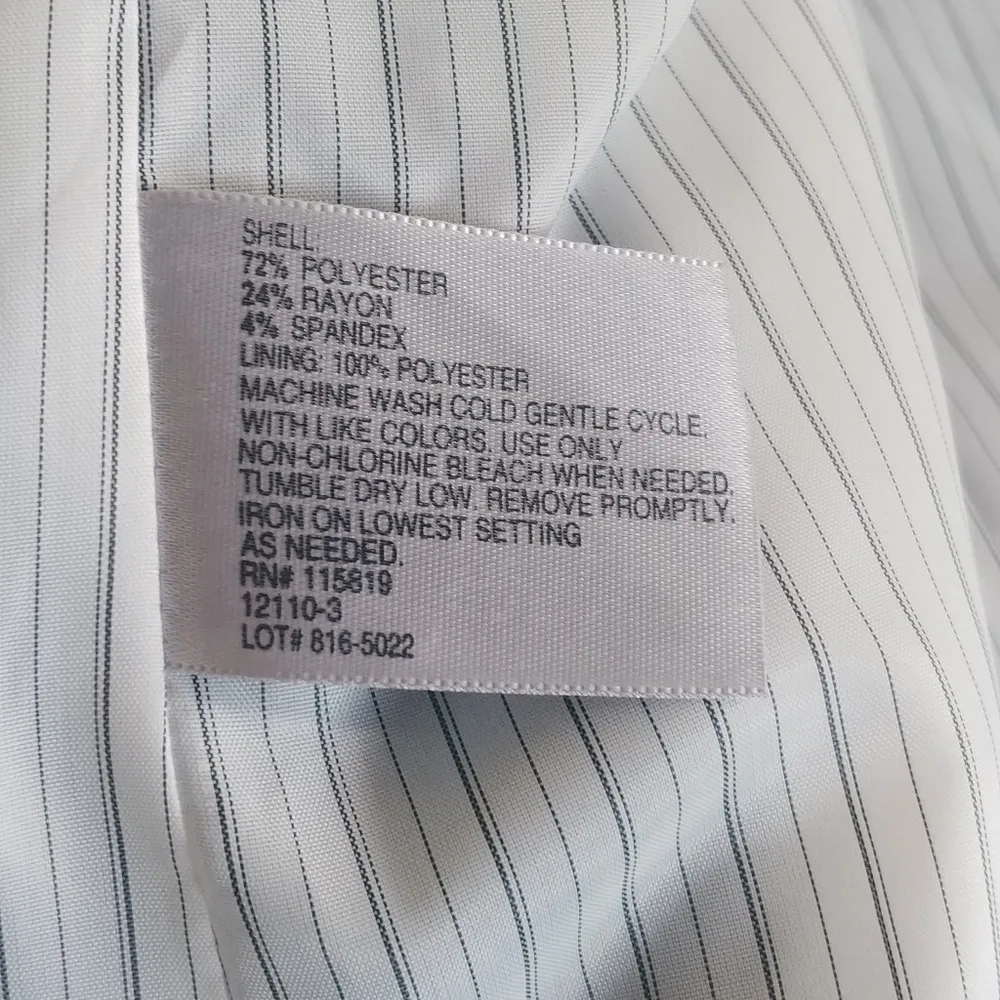 SHELL:
72% POLYESTER
24% RAYON
4% SPANDEX
LINING: 100% POLYESTER
MACHINE WASH COLD GENTLE CYCLE.
WITH LIKE COLORS. USE ONLY
NON-CHLORINE BLEACH WHEN NEEDED.
TUMBLE DRY LOW. REMOVE PROMPTLY.
IRON ON LOWEST SETTING
AS NEEDED.
RN# 115819
12110-3
LOT# 816-5022